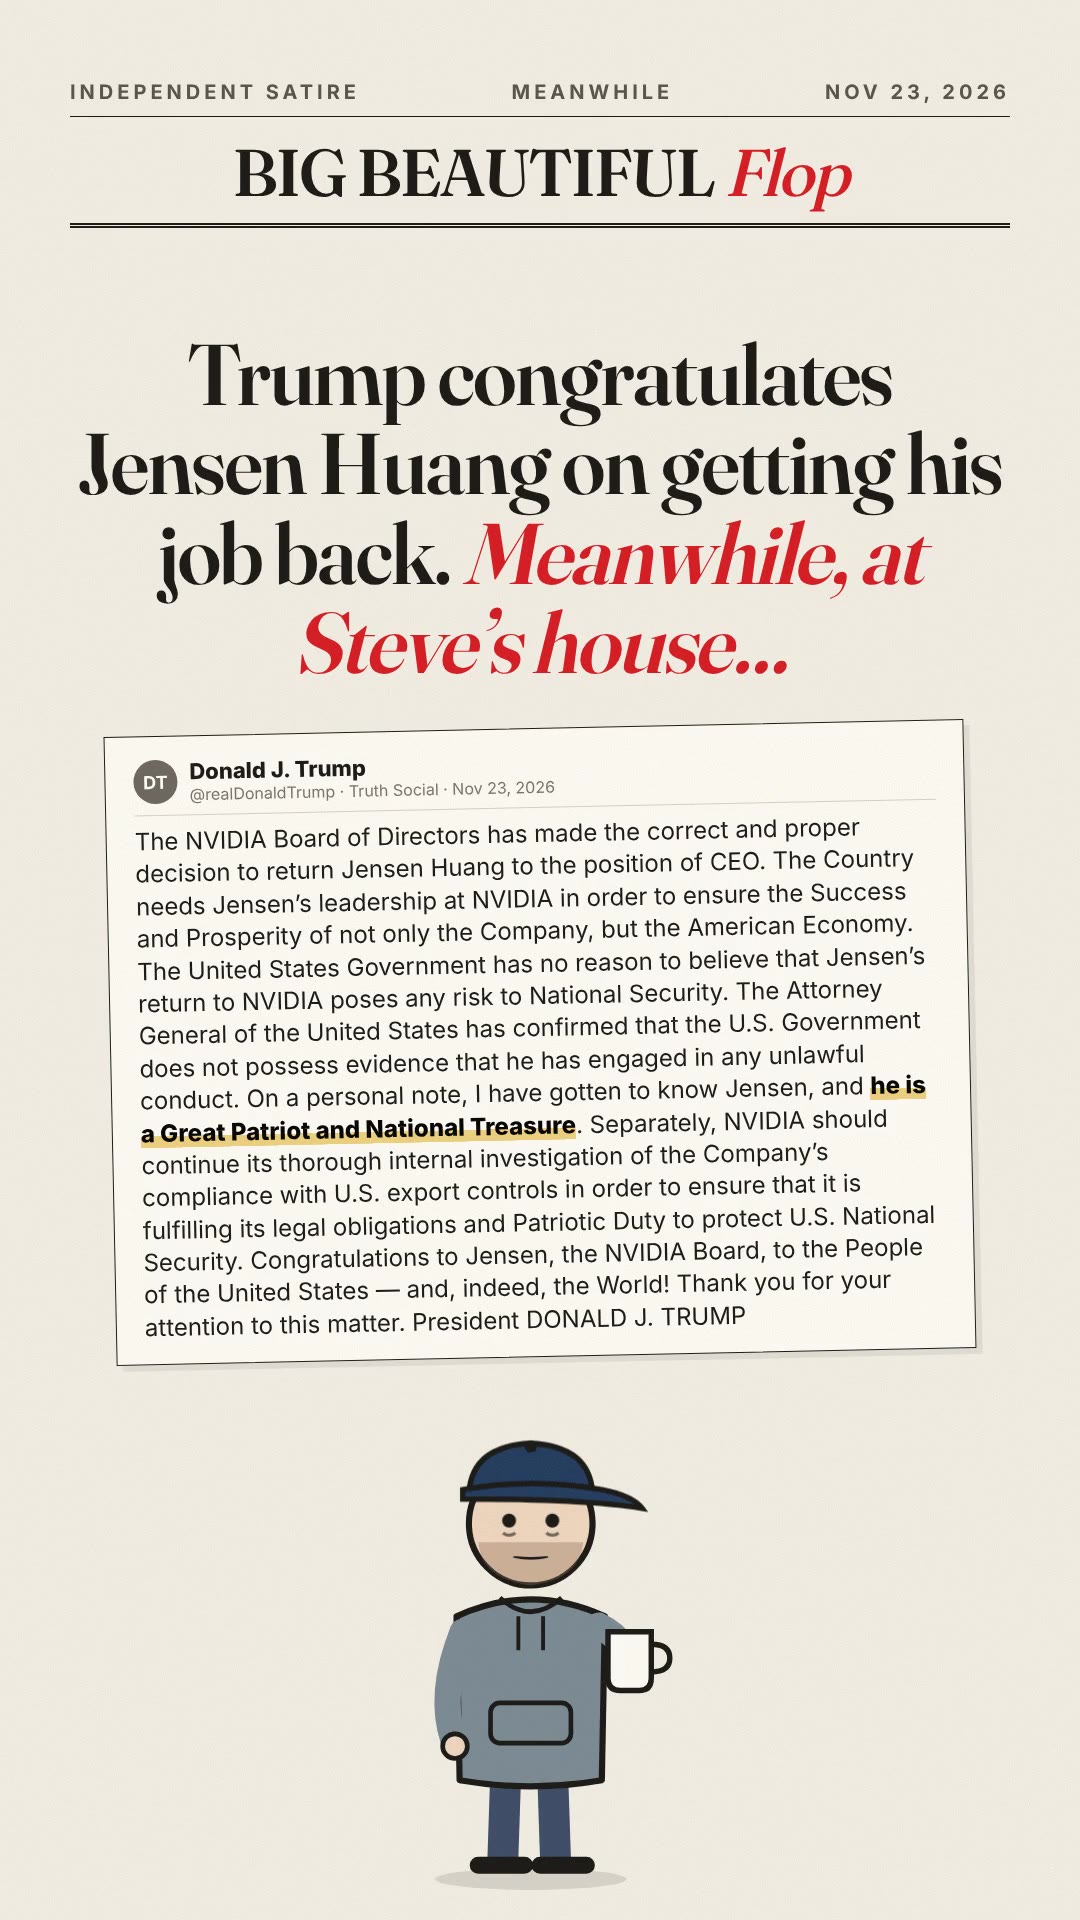 INDEPENDENT SATIRE MEANWHILE NOV 23, 2026
BIG BEAUTIFUL Flop
Trump congratulates
Jensen Huang on getting his
job back. Meanwhile, at
Steve’s house...
DT
Donald J. Trump
@realDonaldTrump · Truth Social · Nov 23, 2026
The NVIDIA Board of Directors has made the correct and proper
decision to return Jensen Huang to the position of CEO. The Country
needs Jensen’s leadership at NVIDIA in order to ensure the Success
and Prosperity of not only the Company, but the American Economy.
The United States Government has no reason to believe that Jensen’s
return to NVIDIA poses any risk to National Security. The Attorney
General of the United States has confirmed that the U.S. Government
does not possess evidence that he has engaged in any unlawful
conduct. On a personal note, I have gotten to know Jensen, and he is
a Great Patriot and National Treasure. Separately, NVIDIA should
continue its thorough internal investigation of the Company’s
compliance with U.S. export controls in order to ensure that it is
fulfilling its legal obligations and Patriotic Duty to protect U.S. National
Security. Congratulations to Jensen, the NVIDIA Board, to the People
of the United States — and, indeed, the World! Thank you for your
attention to this matter. President DONALD J. TRUMP